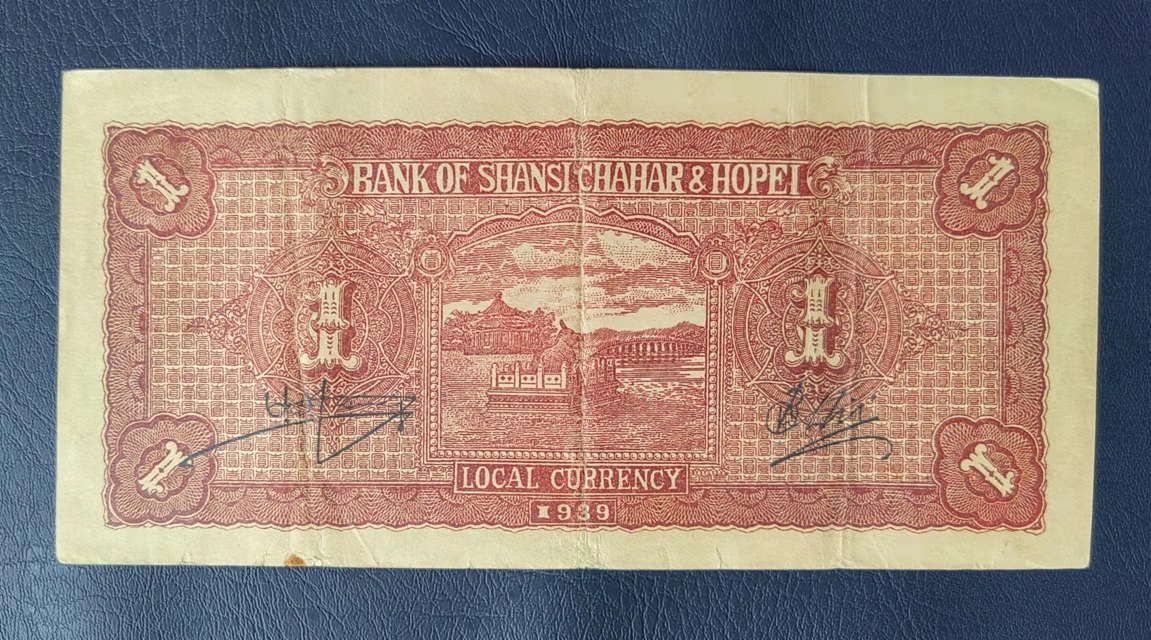 1 1
BANK OF SHANSI CHAHAR & HOPEI
1 1
1 1
LOCAL CURRENCY
1939